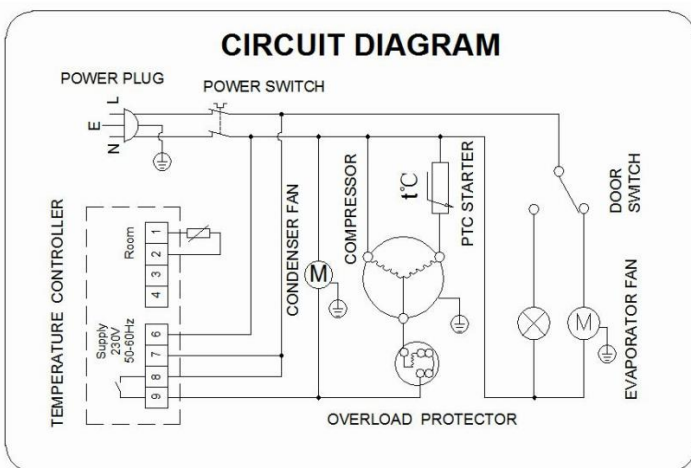 CIRCUIT DIAGRAM
POWER PLUG
POWER SWITCH
L
E
N
TEMPERATURE CONTROLLER
Room
1
2
3
4
Supply
230V
50-60Hz
6
7
8
9
CONDENSER FAN
M
COMPRESSOR
t°C
PTC STARTER
OVERLOAD PROTECTOR
DOOR
SWITCH
M
EVAPORATOR FAN